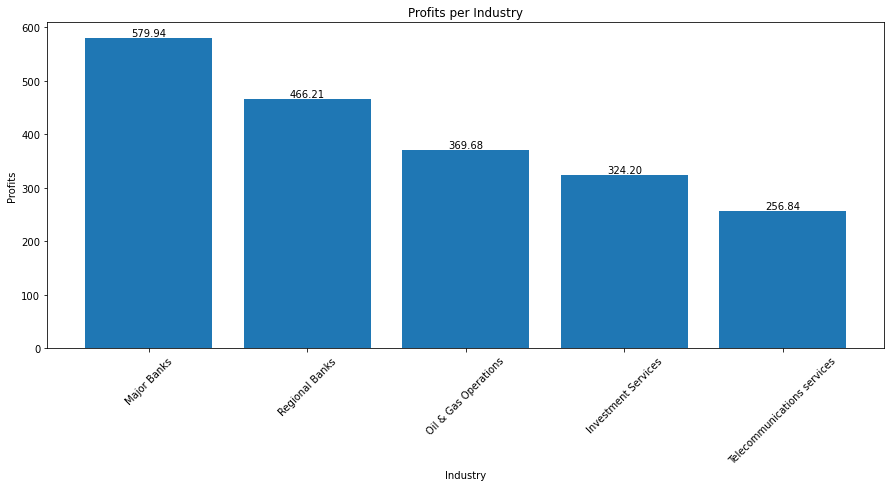 Profits per Industry
600
500
400
300
200
100
0
Profits
579.94
466.21
369.68
324.20
256.84
Major Banks
Regional Banks
Oil & Gas Operations
Investment Services
Telecommunications services
Industry